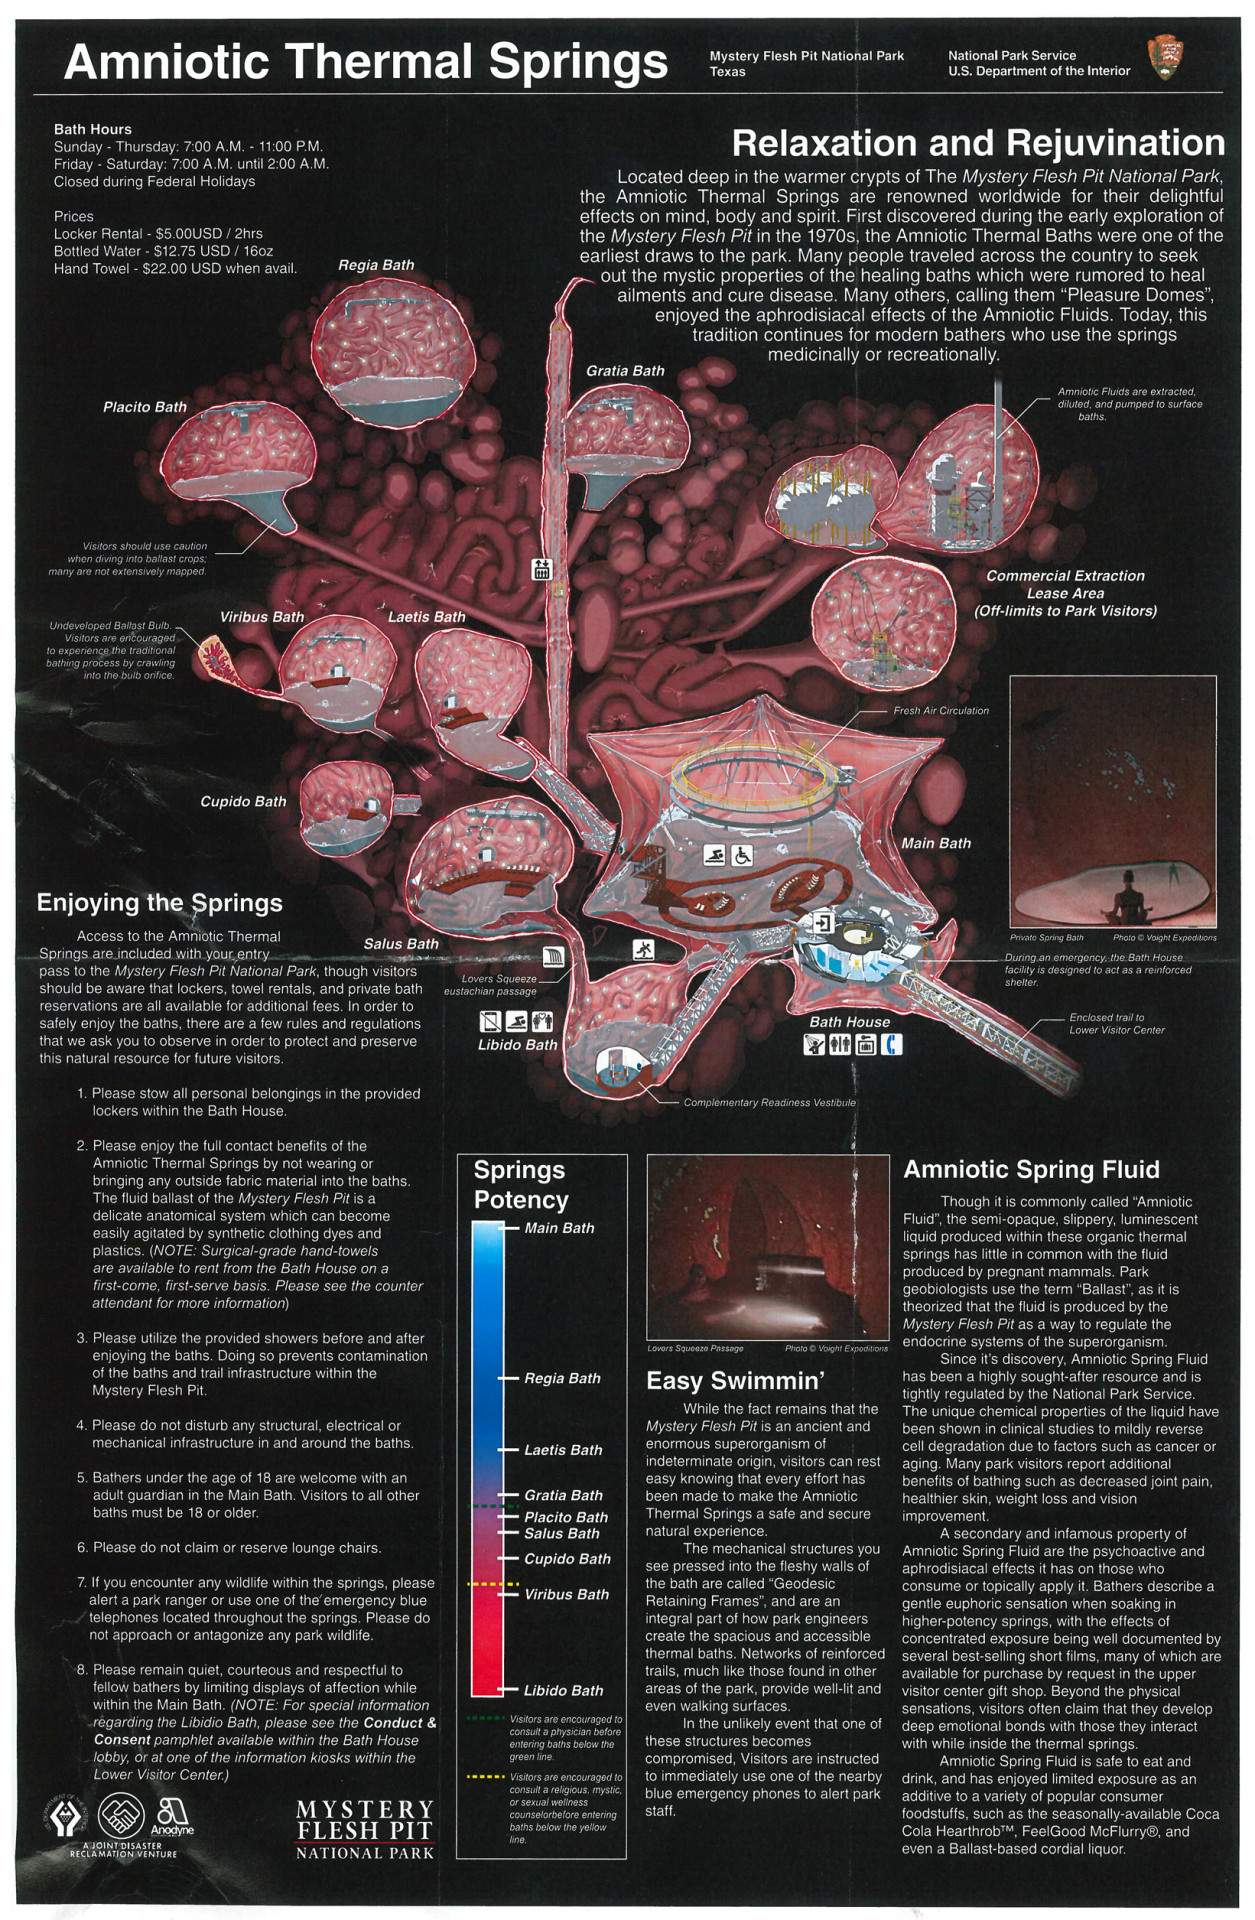 Amniotic Thermal Springs
Mystery Flesh Pit National Park
Texas
National Park Service
U.S. Department of the Interior
Bath Hours
Sunday - Thursday: 7:00 A.M. - 11:00 P.M.
Friday - Saturday: 7:00 A.M. until 2:00 A.M.
Closed during Federal Holidays
Prices
Locker Rental - $5.00USD / 2hrs
Bottled Water - $12.75 USD / 16oz
Hand Towel - $22.00 USD when avail.
Relaxation and Rejuvination
Located deep in the warmer crypts of The Mystery Flesh Pit National Park,
the Amniotic Thermal Springs are renowned worldwide for their delightful
effects on mind, body and spirit. First discovered during the early exploration of
the Mystery Flesh Pit in the 1970s, the Amniotic Thermal Baths were one of the
earliest draws to the park. Many people traveled across the country to seek
out the mystic properties of the healing baths which were rumored to heal
ailments and cure disease. Many others, calling them “Pleasure Domes”,
enjoyed the aphrodisiacal effects of the Amniotic Fluids. Today, this
tradition continues for modern bathers who use the springs
medicinally or recreationally.
Regia Bath
Gratia Bath
Placito Bath
Amniotic Fluids are extracted,
diluted, and pumped to surface
baths.
Visitors should use caution
when diving into ballast crops;
many are not extensively mapped.
Commercial Extraction
Lease Area
(Off-limits to Park Visitors)
Viribus Bath
Laetis Bath
Undeveloped Ballast Bulb.
Visitors are encouraged
to experience the traditional
bathing process by crawling
into the bulb orifice.
Fresh Air Circulation
Cupido Bath
Main Bath
Salus Bath
Private Spring Bath
Photo © Voight Expeditions
During an emergency, the Bath House
facility is designed to act as a reinforced
shelter.
Lovers Squeeze
eustachian passage
Libido Bath
Bath House
Enclosed trail to
Lower Visitor Center
Complementary Readiness Vestibule
Enjoying the Springs
Access to the Amniotic Thermal
Springs are included with your entry
pass to the Mystery Flesh Pit National Park, though visitors
should be aware that lockers, towel rentals, and private bath
reservations are all available for additional fees. In order to
safely enjoy the baths, there are a few rules and regulations
that we ask you to observe in order to protect and preserve
this natural resource for future visitors.
1. Please stow all personal belongings in the provided
lockers within the Bath House.
2. Please enjoy the full contact benefits of the
Amniotic Thermal Springs by not wearing or
bringing any outside fabric material into the baths.
The fluid ballast of the Mystery Flesh Pit is a
delicate anatomical system which can become
easily agitated by synthetic clothing dyes and
plastics. (NOTE: Surgical-grade hand-towels
are available to rent from the Bath House on a
first-come, first-serve basis. Please see the counter
attendant for more information)
3. Please utilize the provided showers before and after
enjoying the baths. Doing so prevents contamination
of the baths and trail infrastructure within the
Mystery Flesh Pit.
4. Please do not disturb any structural, electrical or
mechanical infrastructure in and around the baths.
5. Bathers under the age of 18 are welcome with an
adult guardian in the Main Bath. Visitors to all other
baths must be 18 or older.
6. Please do not claim or reserve lounge chairs.
7. If you encounter any wildlife within the springs, please
alert a park ranger or use one of the emergency blue
telephones located throughout the springs. Please do
not approach or antagonize any park wildlife.
8. Please remain quiet, courteous and respectful to
fellow bathers by limiting displays of affection while
within the Main Bath. (NOTE: For special information
regarding the Libidio Bath, please see the Conduct &
Consent pamphlet available within the Bath House
lobby, or at one of the information kiosks within the
Lower Visitor Center.)
Anodyne
A JOINT DISASTER
RECLAMATION VENTURE
MYSTERY
FLESH PIT
NATIONAL PARK
Springs
Potency
Main Bath
Regia Bath
Laetis Bath
Gratia Bath
Placito Bath
Salus Bath
Cupido Bath
Viribus Bath
Libido Bath
Visitors are encouraged to
consult a physician before
entering baths below the
green line.
Visitors are encouraged to
consult a religious, mystic,
or sexual wellness
counselorbefore entering
baths below the yellow
line.
Lovers Squeeze Passage
Photo © Voight Expeditions
Easy Swimmin’
While the fact remains that the
Mystery Flesh Pit is an ancient and
enormous superorganism of
indeterminate origin, visitors can rest
easy knowing that every effort has
been made to make the Amniotic
Thermal Springs a safe and secure
natural experience.
The mechanical structures you
see pressed into the fleshy walls of
the bath are called “Geodesic
Retaining Frames”, and are an
integral part of how park engineers
create the spacious and accessible
thermal baths. Networks of reinforced
trails, much like those found in other
areas of the park, provide well-lit and
even walking surfaces.
In the unlikely event that one of
these structures becomes
compromised, Visitors are instructed
to immediately use one of the nearby
blue emergency phones to alert park
staff.
Amniotic Spring Fluid
Though it is commonly called “Amniotic
Fluid”, the semi-opaque, slippery, luminescent
liquid produced within these organic thermal
springs has little in common with the fluid
produced by pregnant mammals. Park
geobiologists use the term “Ballast”, as it is
theorized that the fluid is produced by the
Mystery Flesh Pit as a way to regulate the
endocrine systems of the superorganism.
Since it’s discovery, Amniotic Spring Fluid
has been a highly sought-after resource and is
tightly regulated by the National Park Service.
The unique chemical properties of the liquid have
been shown in clinical studies to mildly reverse
cell degradation due to factors such as cancer or
aging. Many park visitors report additional
benefits of bathing such as decreased joint pain,
healthier skin, weight loss and vision
improvement.
A secondary and infamous property of
Amniotic Spring Fluid are the psychoactive and
aphrodisiacal effects it has on those who
consume or topically apply it. Bathers describe a
gentle euphoric sensation when soaking in
higher-potency springs, with the effects of
concentrated exposure being well documented by
several best-selling short films, many of which are
available for purchase by request in the upper
visitor center gift shop. Beyond the physical
sensations, visitors often claim that they develop
deep emotional bonds with those they interact
with while inside the thermal springs.
Amniotic Spring Fluid is safe to eat and
drink, and has enjoyed limited exposure as an
additive to a variety of popular consumer
foodstuffs, such as the seasonally-available Coca
Cola Hearthrob™, FeelGood McFlurry®, and
even a Ballast-based cordial liquor.